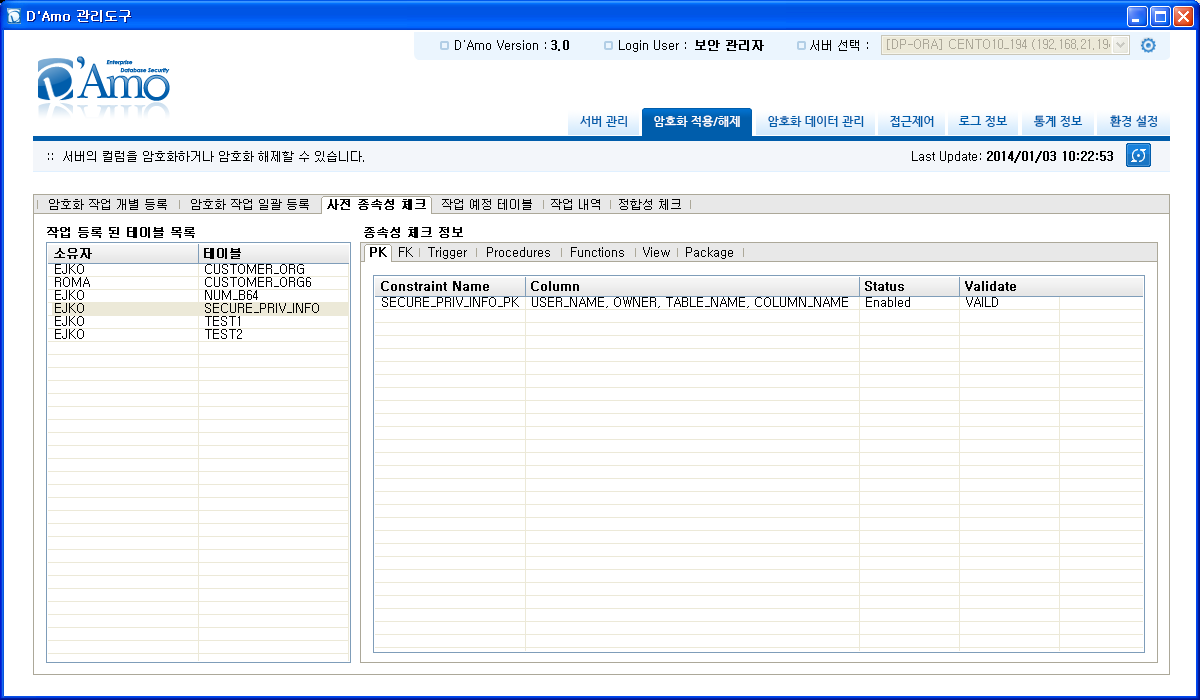 D'Amo 관리도구
D'Amo Version : 3.0 Login User : 보안 관리자 서버 선택 : [DP-ORA] CENTO10_194 (192.168.21.19
Enterprise
Database Security
D'Amo
서버 관리 암호화 적용/해제 암호화 데이터 관리 접근제어 로그 정보 통계 정보 환경 설정
:: 서버의 컬럼을 암호화하거나 암호화 해제할 수 있습니다. Last Update: 2014/01/03 10:22:53
암호화 작업 개별 등록 암호화 작업 일괄 등록 사전 종속성 체크 작업 예정 테이블 작업 내역 정합성 체크
작업 등록 된 테이블 목록
소유자 테이블
EJKO CUSTOMER_ORG
ROMA CUSTOMER_ORG6
EJKO NUM_B64
EJKO SECURE_PRIV_INFO
EJKO TEST1
EJKO TEST2
종속성 체크 정보
PK FK Trigger Procedures Functions View Package
Constraint Name Column Status Validate
SECURE_PRIV_INFO_PK USER_NAME, OWNER, TABLE_NAME, COLUMN_NAME Enabled VAILD